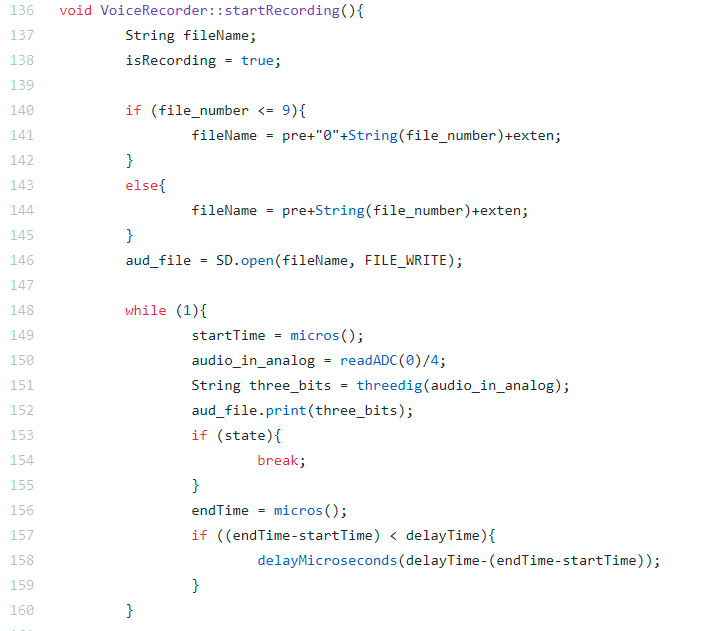 136 void VoiceRecorder::startRecording(){
137 String fileName;
138 isRecording = true;
139
140 if (file_number <= 9){
141 fileName = pre+"0"+String(file_number)+exten;
142 }
143 else{
144 fileName = pre+String(file_number)+exten;
145 }
146 aud_file = SD.open(fileName, FILE_WRITE);
147
148 while (1){
149 startTime = micros();
150 audio_in_analog = readADC(0)/4;
151 String three_bits = threedig(audio_in_analog);
152 aud_file.print(three_bits);
153 if (state){
154 break;
155 }
156 endTime = micros();
157 if ((endTime-startTime) < delayTime){
158 delayMicroseconds(delayTime-(endTime-startTime));
159 }
160 }